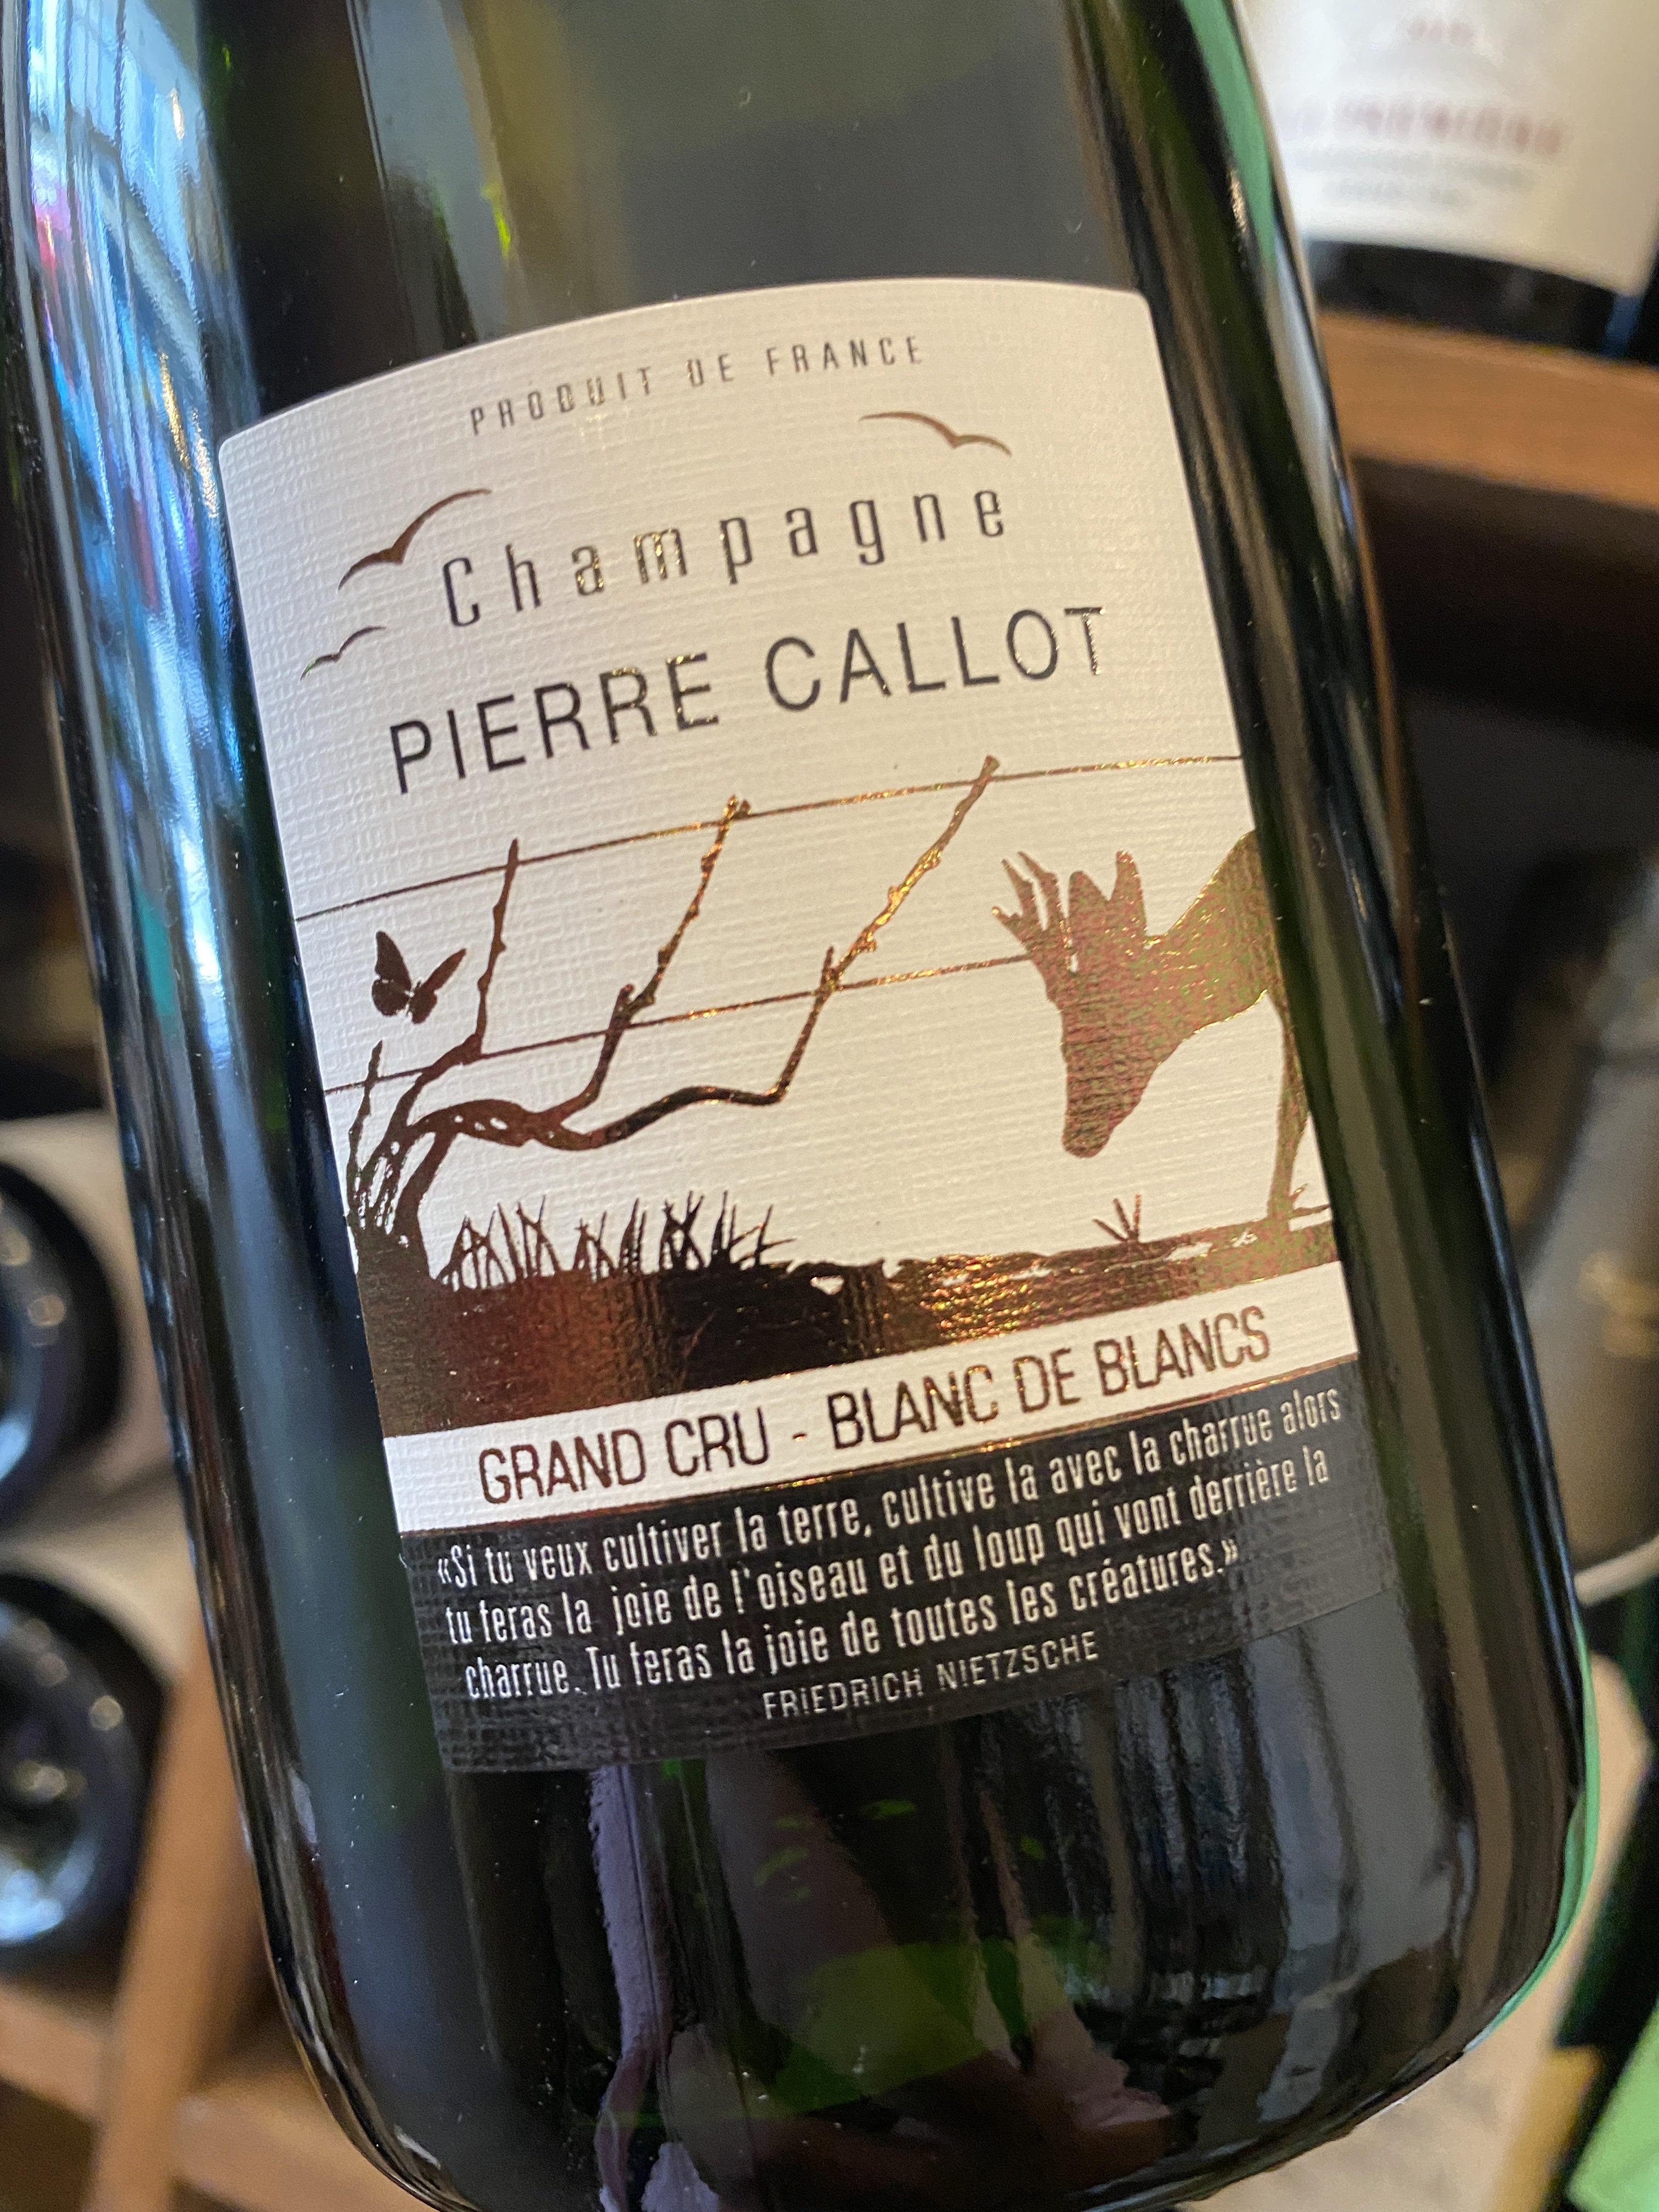 PRODUIT DE FRANCE
Champagne
PIERRE CALLOT
GRAND CRU - BLANC DE BLANCS
«Si tu veux cultiver la terre, cultive la avec la charrue alors
tu feras la joie de l'oiseau et du loup qui vont derrière la
charrue. Tu feras la joie de toutes les créatures.»
FRIEDRICH NIETZSCHE